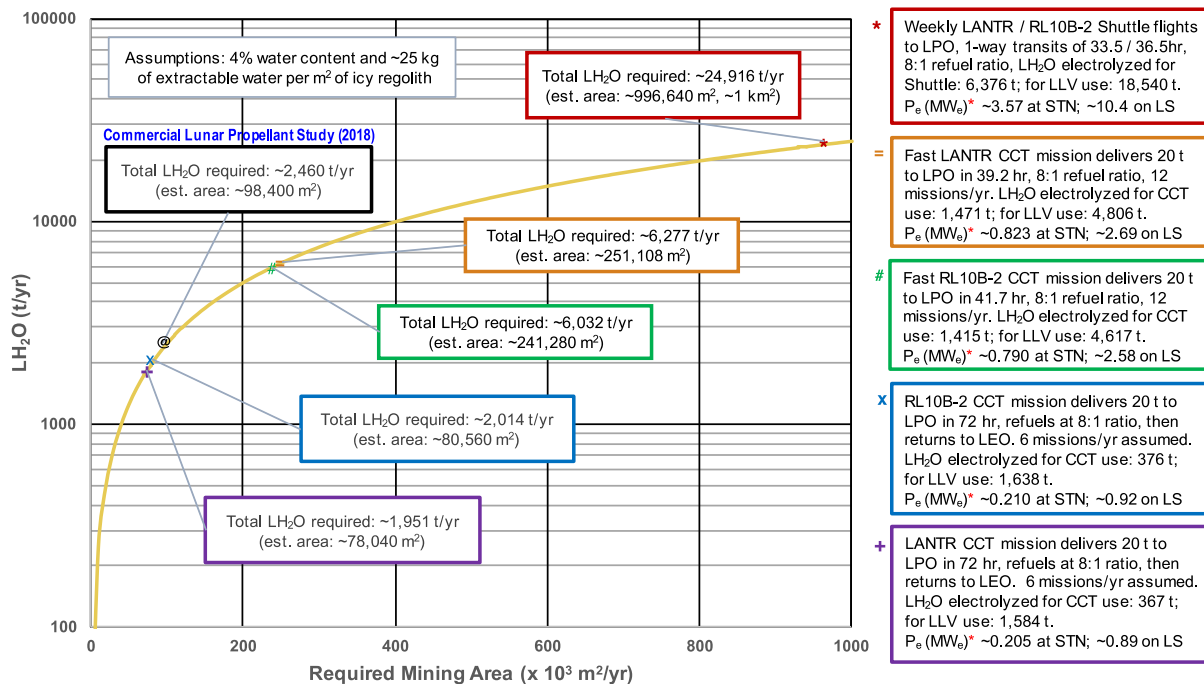 100000
10000
1000
100
LH₂O (t/yr)
0
200
400
600
800
1000
Required Mining Area (x 10³ m²/yr)
Assumptions: 4% water content and ~25 kg
of extractable water per m² of icy regolith
Commercial Lunar Propellant Study (2018)
Total LH₂O required: ~2,460 t/yr
(est. area: ~98,400 m²)
Total LH₂O required: ~24,916 t/yr
(est. area: ~996,640 m², ~1 km²)
Total LH₂O required: ~6,277 t/yr
(est. area: ~251,108 m²)
Total LH₂O required: ~6,032 t/yr
(est. area: ~241,280 m²)
Total LH₂O required: ~2,014 t/yr
(est. area: ~80,560 m²)
Total LH₂O required: ~1,951 t/yr
(est. area: ~78,040 m²)
*
=
#
@
x
+
*
Weekly LANTR / RL10B-2 Shuttle flights
to LPO, 1-way transits of 33.5 / 36.5hr,
8:1 refuel ratio, LH₂O electrolyzed for
Shuttle: 6,376 t; for LLV use: 18,540 t.
Pₑ (MWₑ)* ~3.57 at STN; ~10.4 on LS
=
Fast LANTR CCT mission delivers 20 t
to LPO in 39.2 hr, 8:1 refuel ratio, 12
missions/yr. LH₂O electrolyzed for CCT
use: 1,471 t; for LLV use: 4,806 t.
Pₑ (MWₑ)* ~0.823 at STN; ~2.69 on LS
#
Fast RL10B-2 CCT mission delivers 20 t
to LPO in 41.7 hr, 8:1 refuel ratio, 12
missions/yr. LH₂O electrolyzed for CCT
use: 1,415 t; for LLV use: 4,617 t.
Pₑ (MWₑ)* ~0.790 at STN; ~2.58 on LS
x
RL10B-2 CCT mission delivers 20 t to
LPO in 72 hr, refuels at 8:1 ratio, then
returns to LEO. 6 missions/yr assumed.
LH₂O electrolyzed for CCT use: 376 t;
for LLV use: 1,638 t.
Pₑ (MWₑ)* ~0.210 at STN; ~0.92 on LS
+
LANTR CCT mission delivers 20 t to
LPO in 72 hr, refuels at 8:1 ratio, then
returns to LEO. 6 missions/yr assumed.
LH₂O electrolyzed for CCT use: 367 t;
for LLV use: 1,584 t.
Pₑ (MWₑ)* ~0.205 at STN; ~0.89 on LS